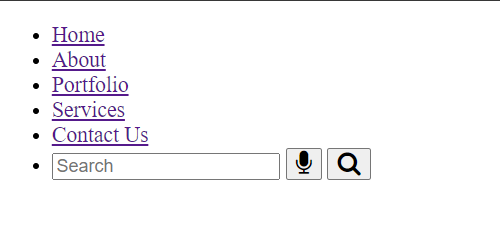 Home
About
Portfolio
Services
Contact Us
Search